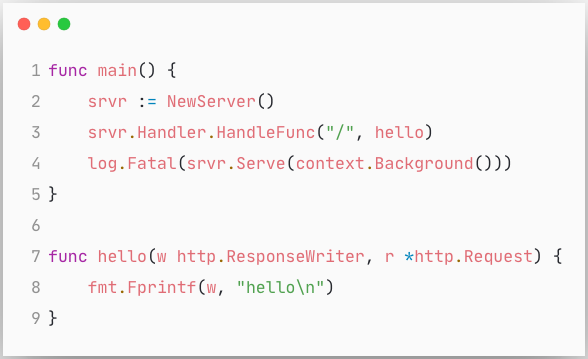 1 func main() {
2     srvr := NewServer()
3     srvr.Handler.HandleFunc("/", hello)
4     log.Fatal(srvr.Serve(context.Background()))
5 }
6
7 func hello(w http.ResponseWriter, r *http.Request) {
8     fmt.Fprintf(w, "hello\n")
9 }